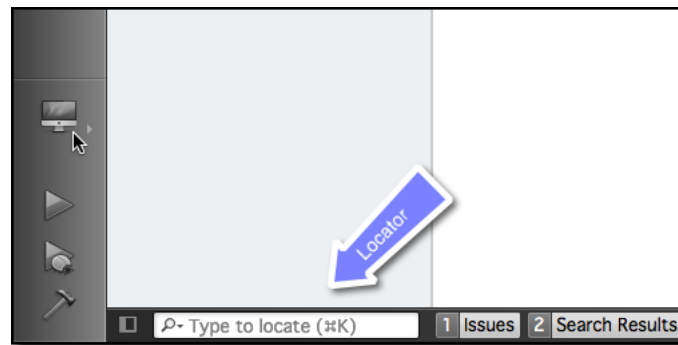 Locator
Type to locate (⌘K)
1 Issues 2 Search Results